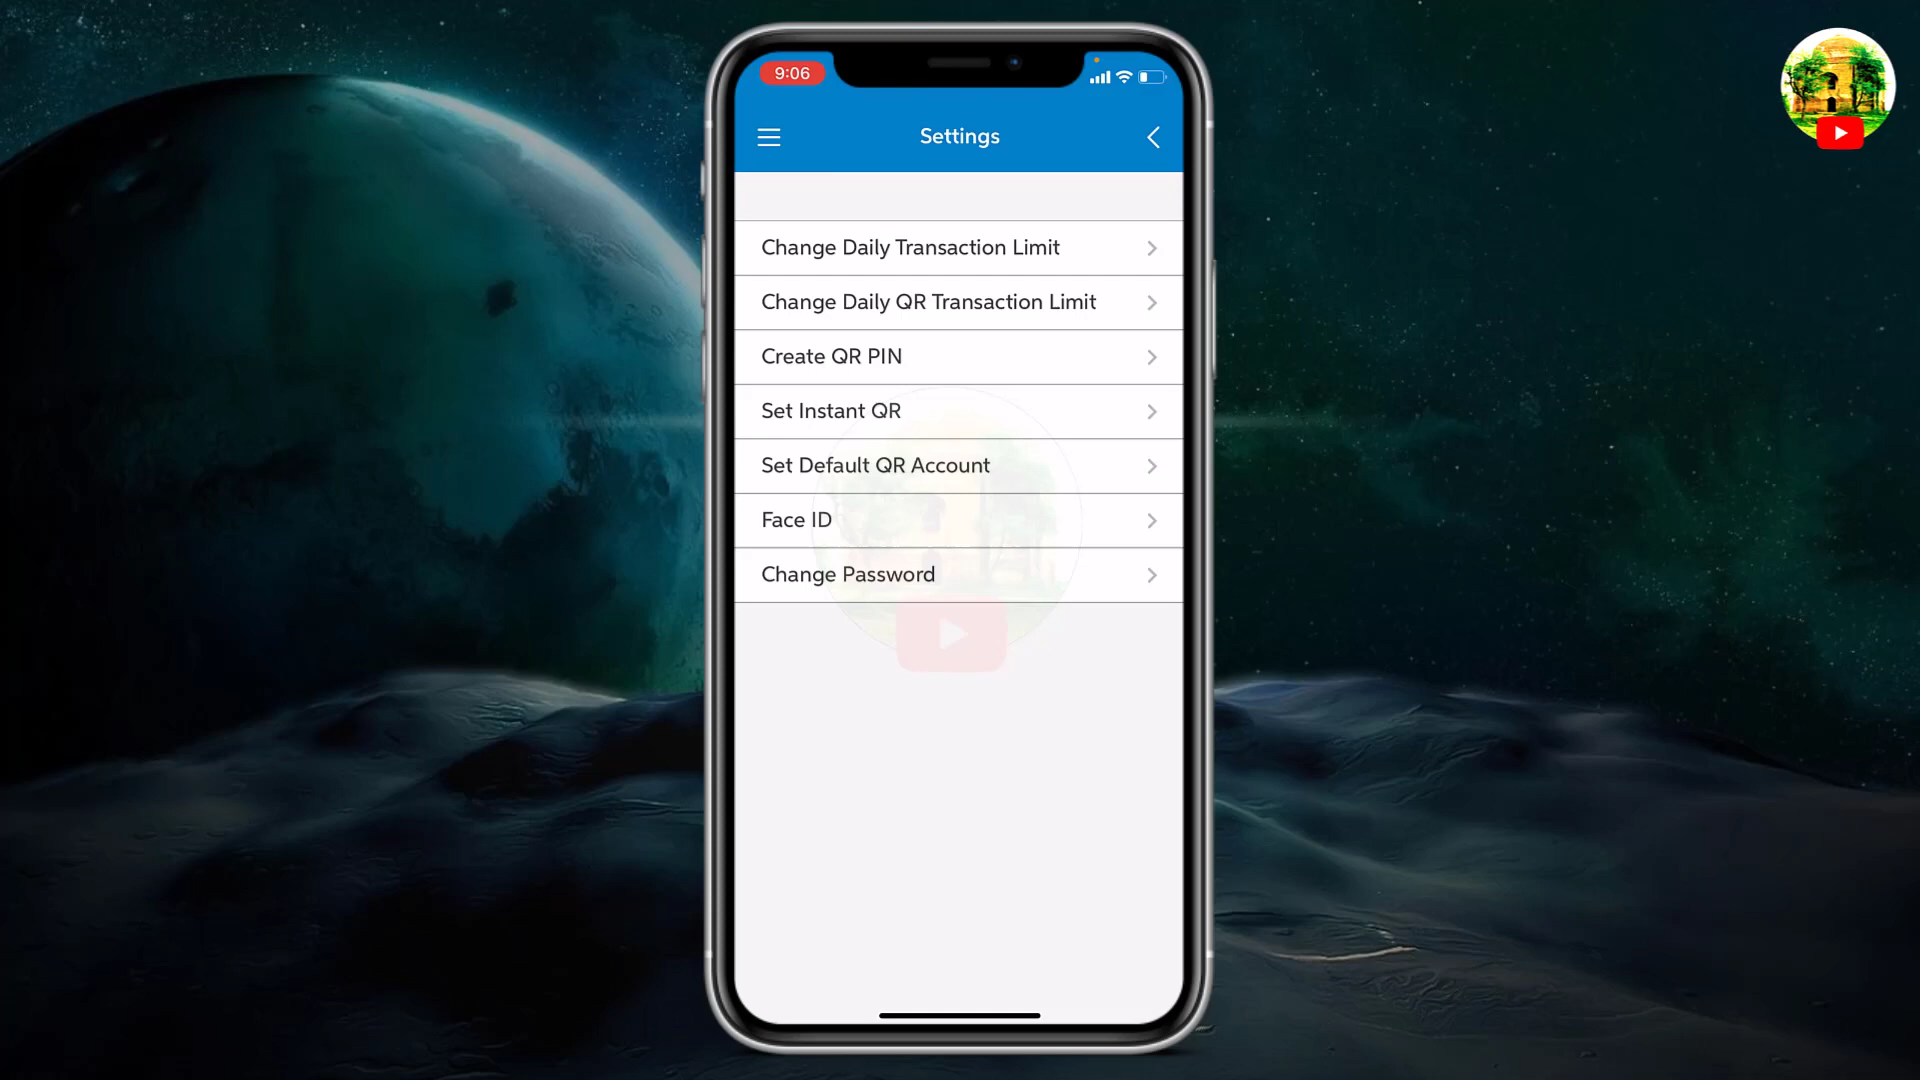 9:06
Settings
Change Daily Transaction Limit
Change Daily QR Transaction Limit
Create QR PIN
Set Instant QR
Set Default QR Account
Face ID
Change Password